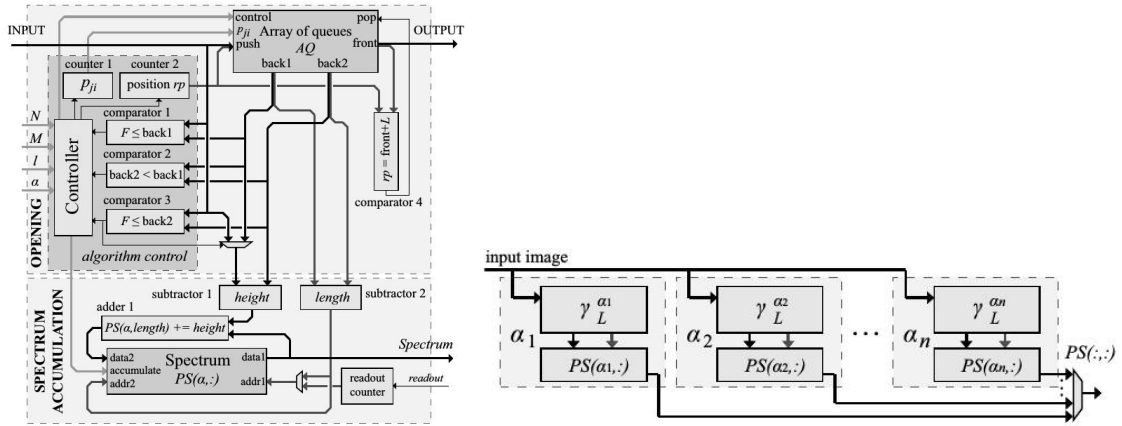 INPUT
control
p_ji
push
Array of queues
AQ
pop
front
OUTPUT
back1
back2
counter 1
counter 2
p_ji
position rp
comparator 1
F ≤ back1
comparator 2
back2 < back1
comparator 3
F ≤ back2
N
M
l
α
Controller
OPENING
algorithm control
rp = front+L
comparator 4
subtractor 1
height
length
subtractor 2
adder 1
PS(α,length) += height
SPECTRUM
ACCUMULATION
data2
accumulate
addr2
Spectrum
PS(α,:)
data1
addr1
Spectrum
readout
counter
readout
input image
γ L α1
α1
PS(α1,:)
γ L α2
α2
PS(α2,:)
...
γ L αn
αn
PS(αn,:)
PS(:,:)